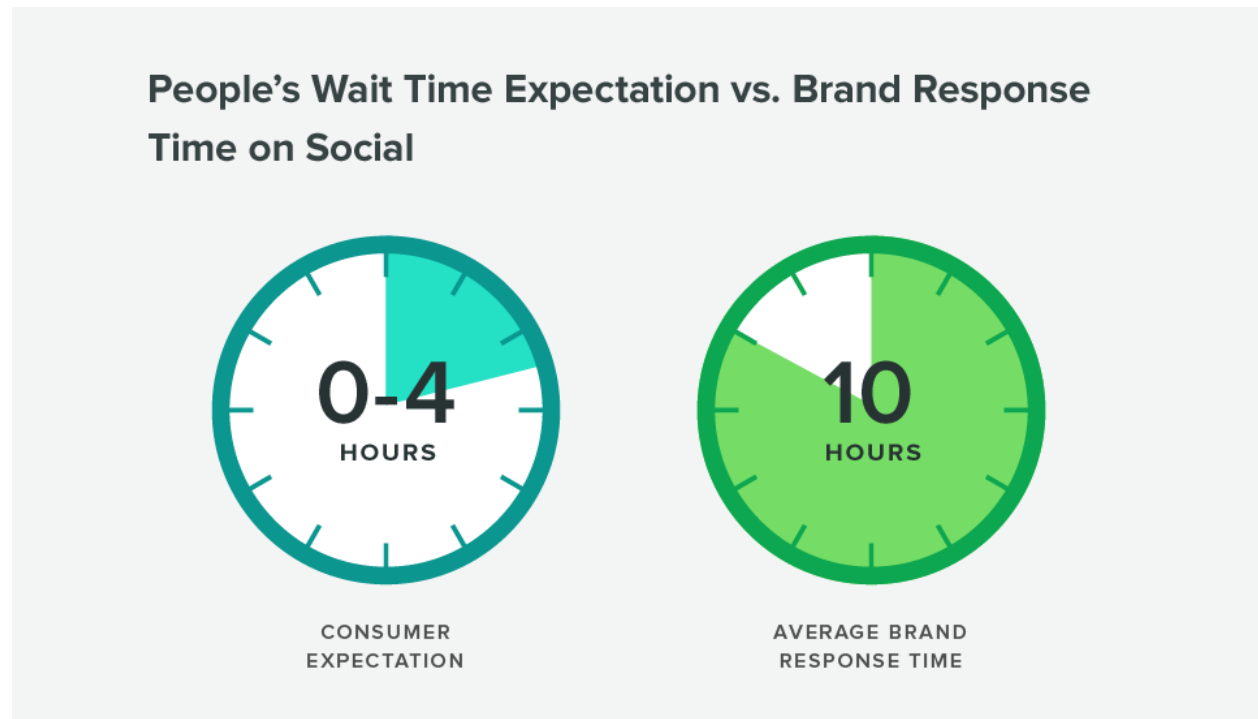 People’s Wait Time Expectation vs. Brand Response
Time on Social
0-4
HOURS
CONSUMER
EXPECTATION
10
HOURS
AVERAGE BRAND
RESPONSE TIME